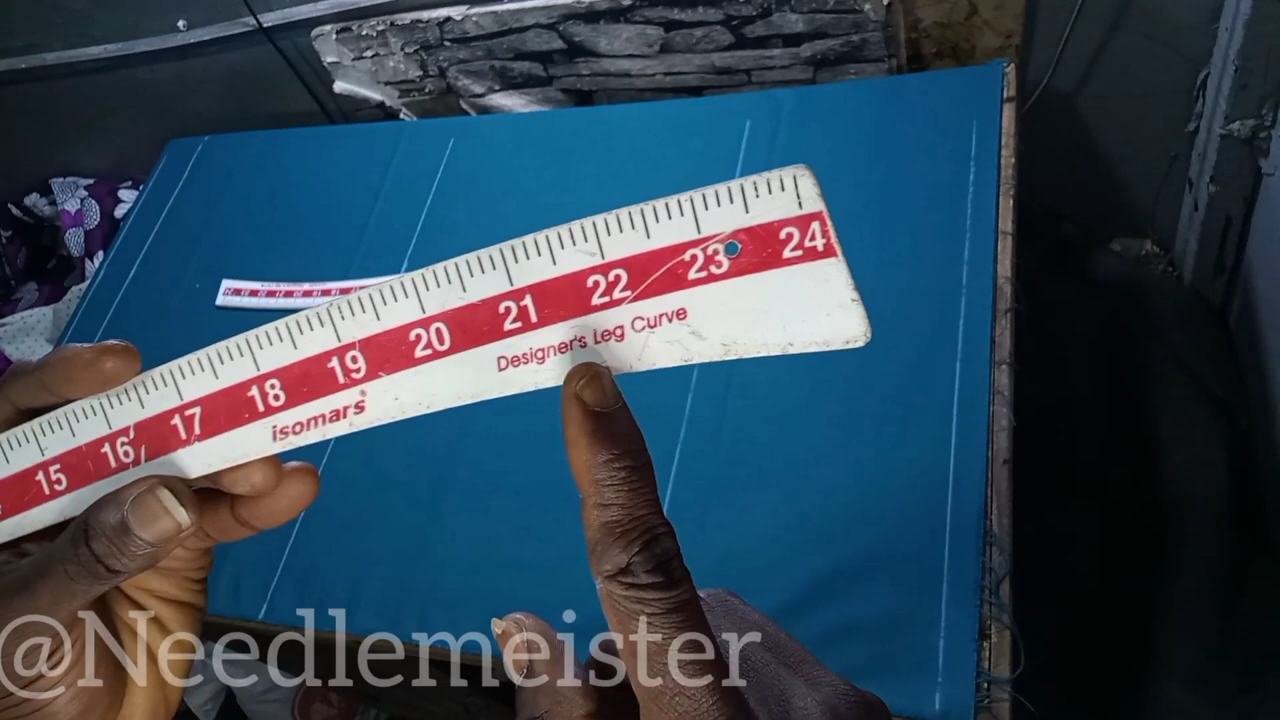 15 16 17 18 19 20 21 22 23 24
Designer's Leg Curve
isomars®
@Needlemeister